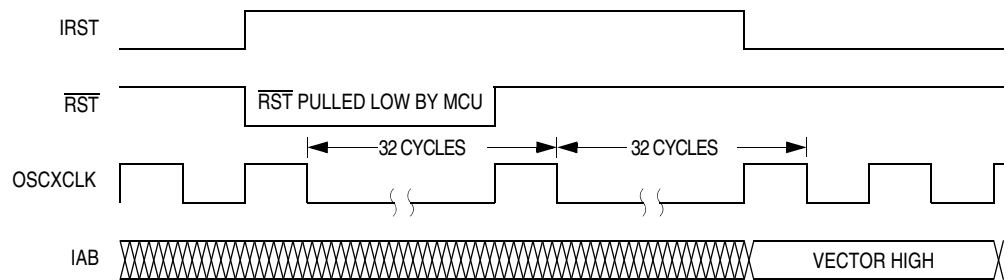 IRST
RST
RST PULLED LOW BY MCU
32 CYCLES
32 CYCLES
OSCXCLK
IAB
VECTOR HIGH